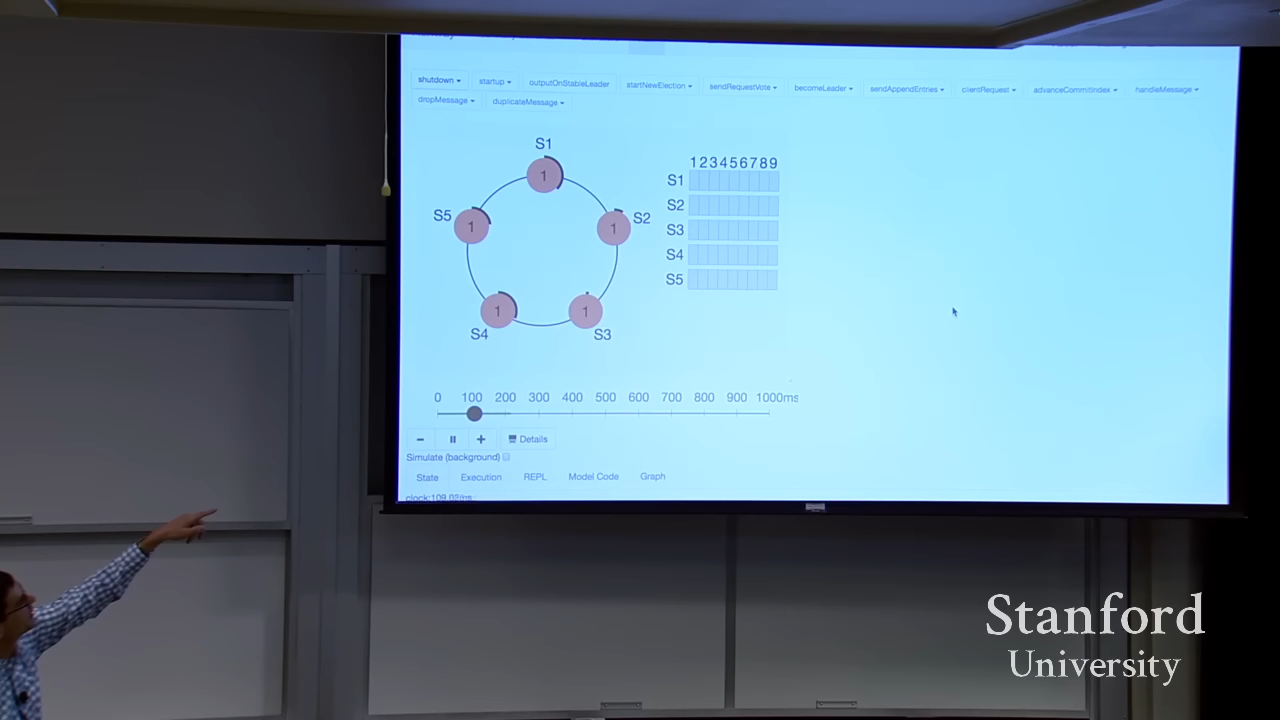 shutdown startup outputOnStableLeader startNewElection sendRequestVote becomeLeader sendAppendEntries clientRequest advanceCommitIndex handleMessage
dropMessage duplicateMessage
S1
1
S5
1
S2
1
S4
1
S3
1
123456789
S1
S2
S3
S4
S5
0 100 200 300 400 500 600 700 800 900 1000ms
Details
Simulate (background)
State Execution REPL Model Code Graph
Stanford
University